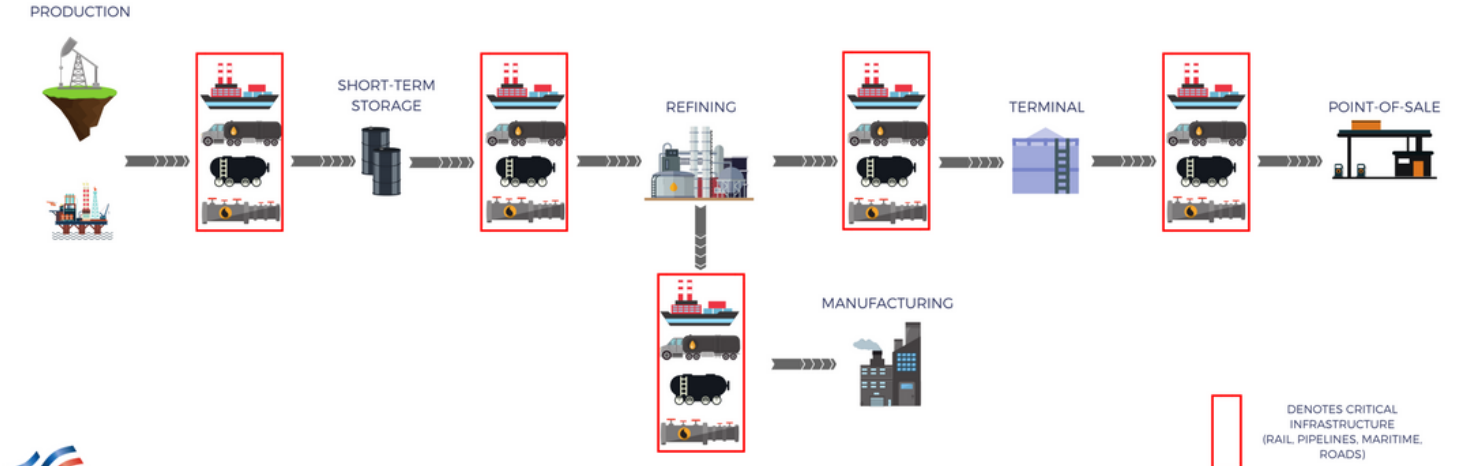 PRODUCTION
SHORT-TERM
STORAGE
REFINING
TERMINAL
POINT-OF-SALE
MANUFACTURING
DENOTES CRITICAL
INFRASTRUCTURE
(RAIL, PIPELINES, MARITIME,
ROADS)